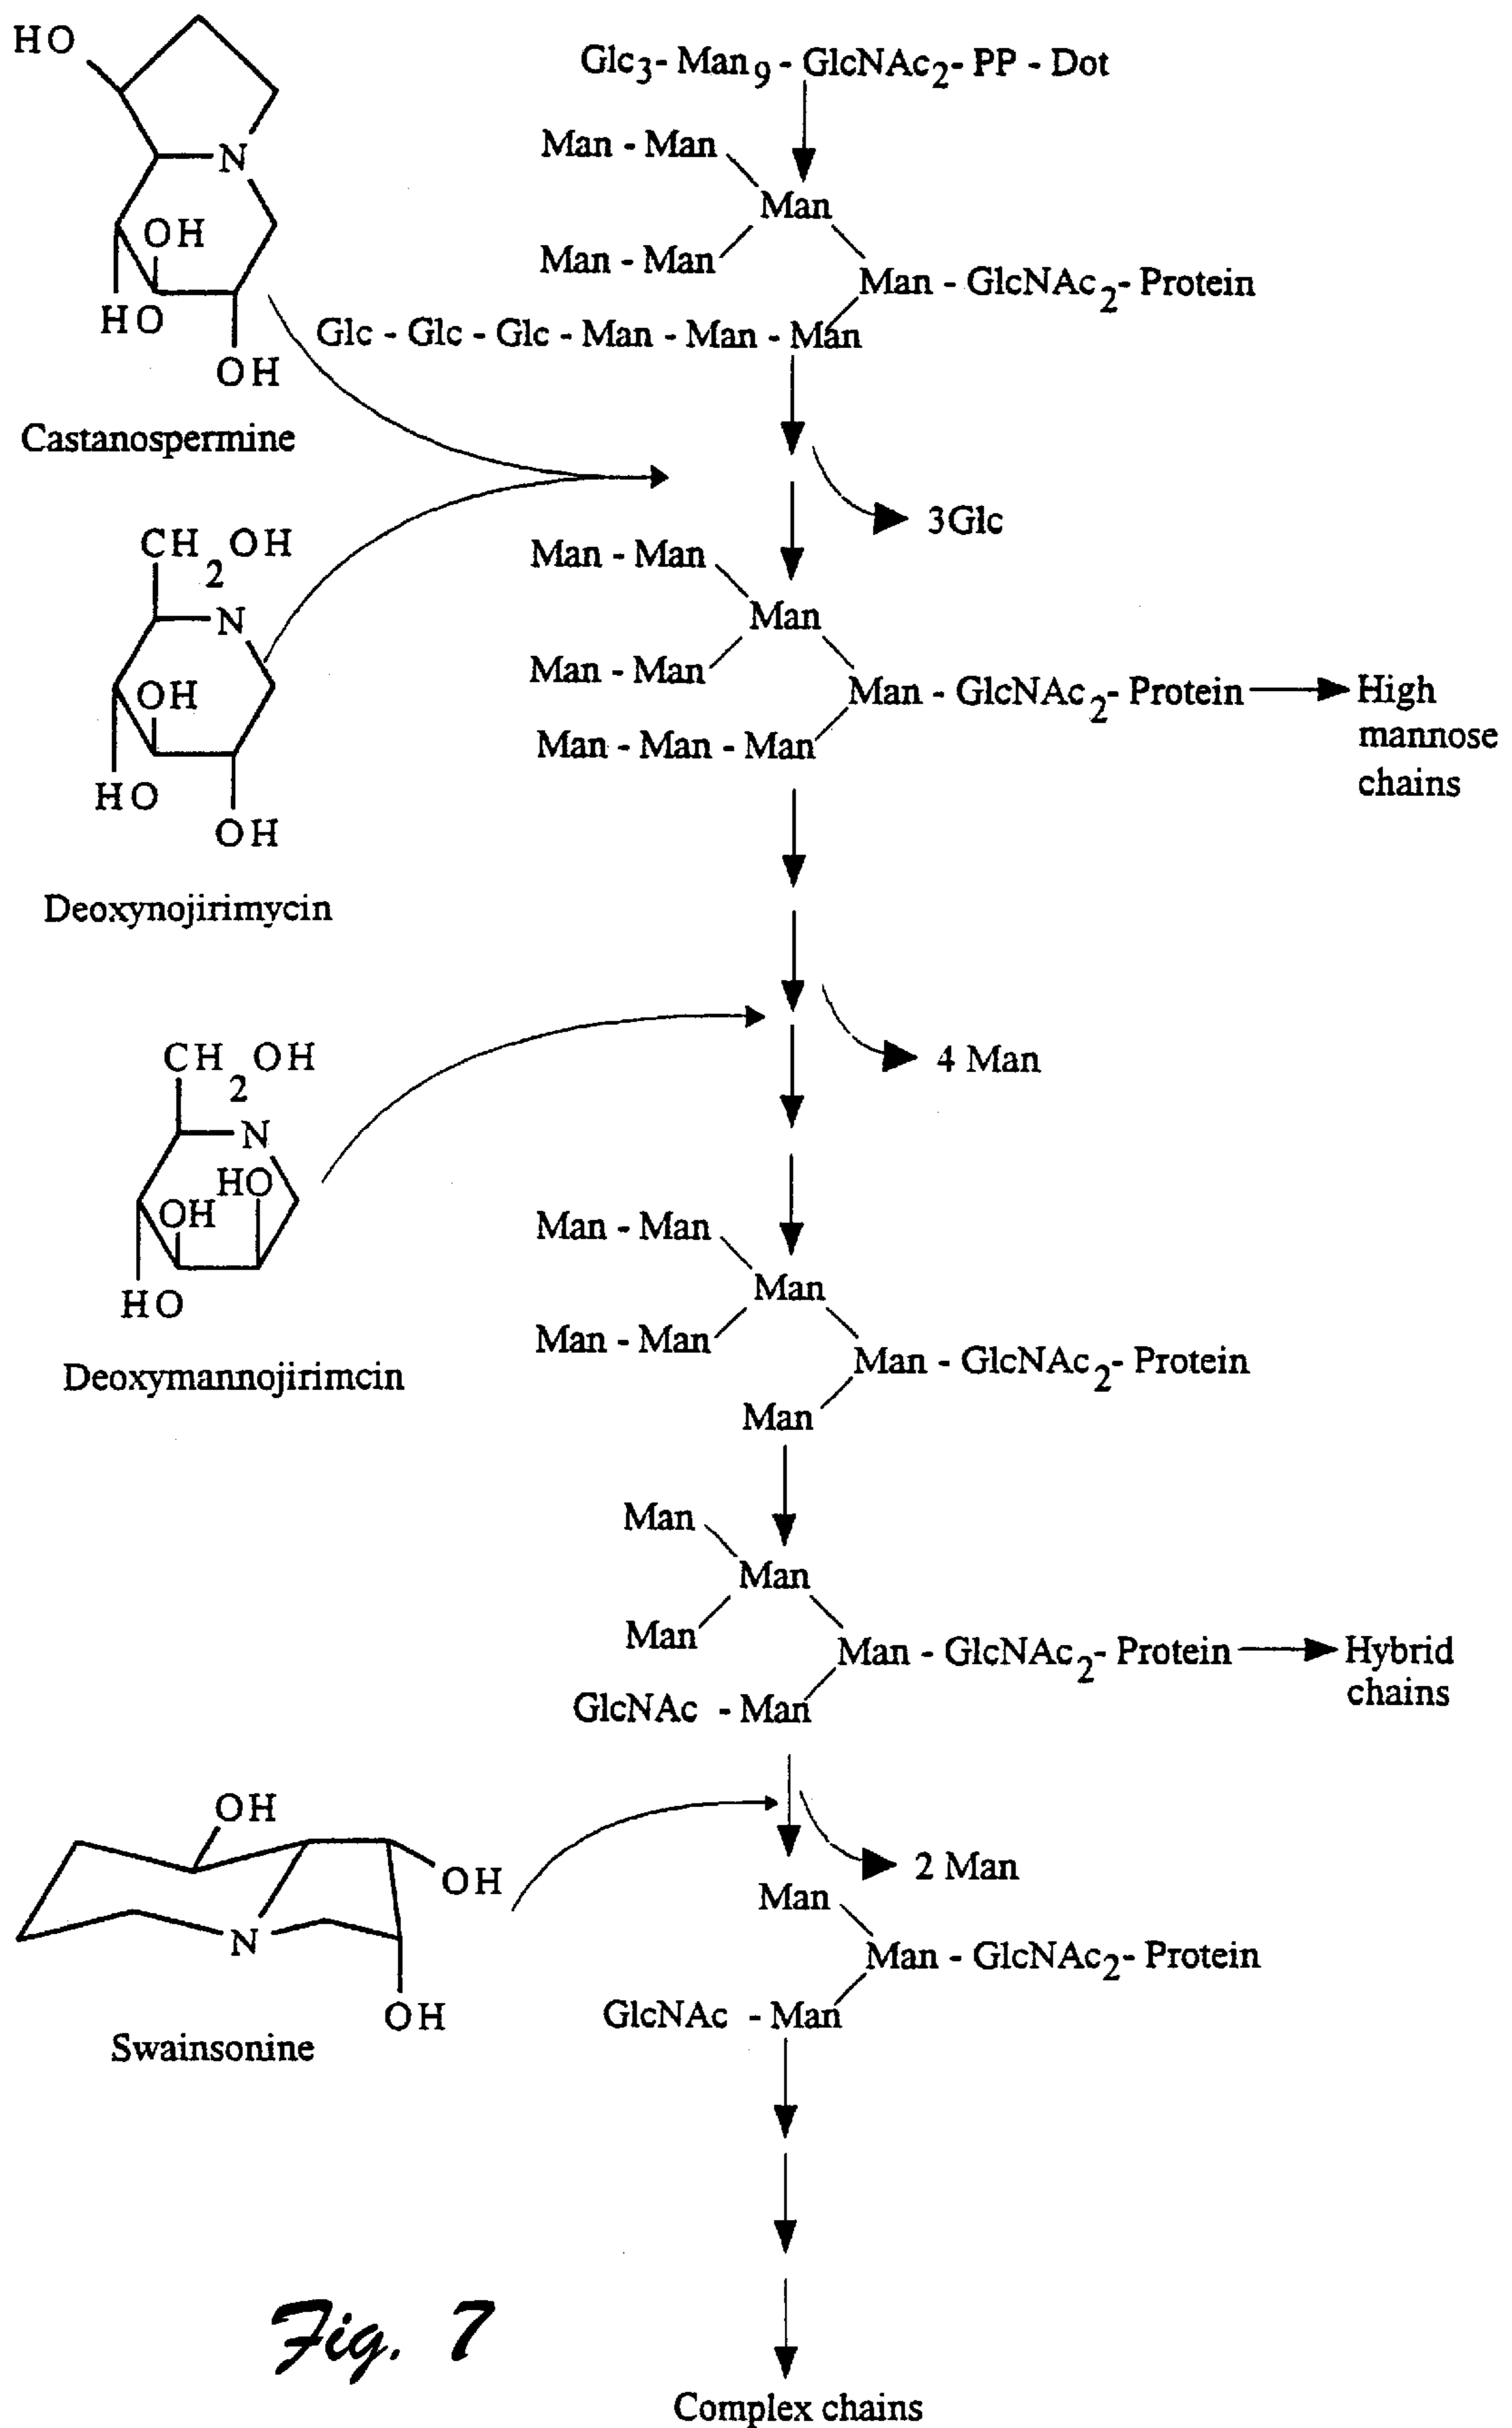 HO
Glc3- Man9 - GlcNAc2- PP - Dot
Man - Man
N
Man
OH
Man - Man
Man - GlcNAc2- Protein
HO
Glc - Glc - Glc - Man - Man - Man
OH
Castanospermine
3Glc
CH2OH
Man - Man
N
Man
Man - Man
OH
Man - GlcNAc2- Protein
High
mannose
chains
Man - Man - Man
HO
OH
Deoxynojirimycin
CH2OH
4 Man
N
HO
OH
Man - Man
Man
HO
Man - Man
Man - GlcNAc2- Protein
Deoxymannojirimcin
Man
Man
Man
Man
Man - GlcNAc2- Protein
Hybrid
chains
GlcNAc - Man
OH
OH
2 Man
Man
N
Man - GlcNAc2- Protein
OH
GlcNAc - Man
Swainsonine
Fig. 7
Complex chains